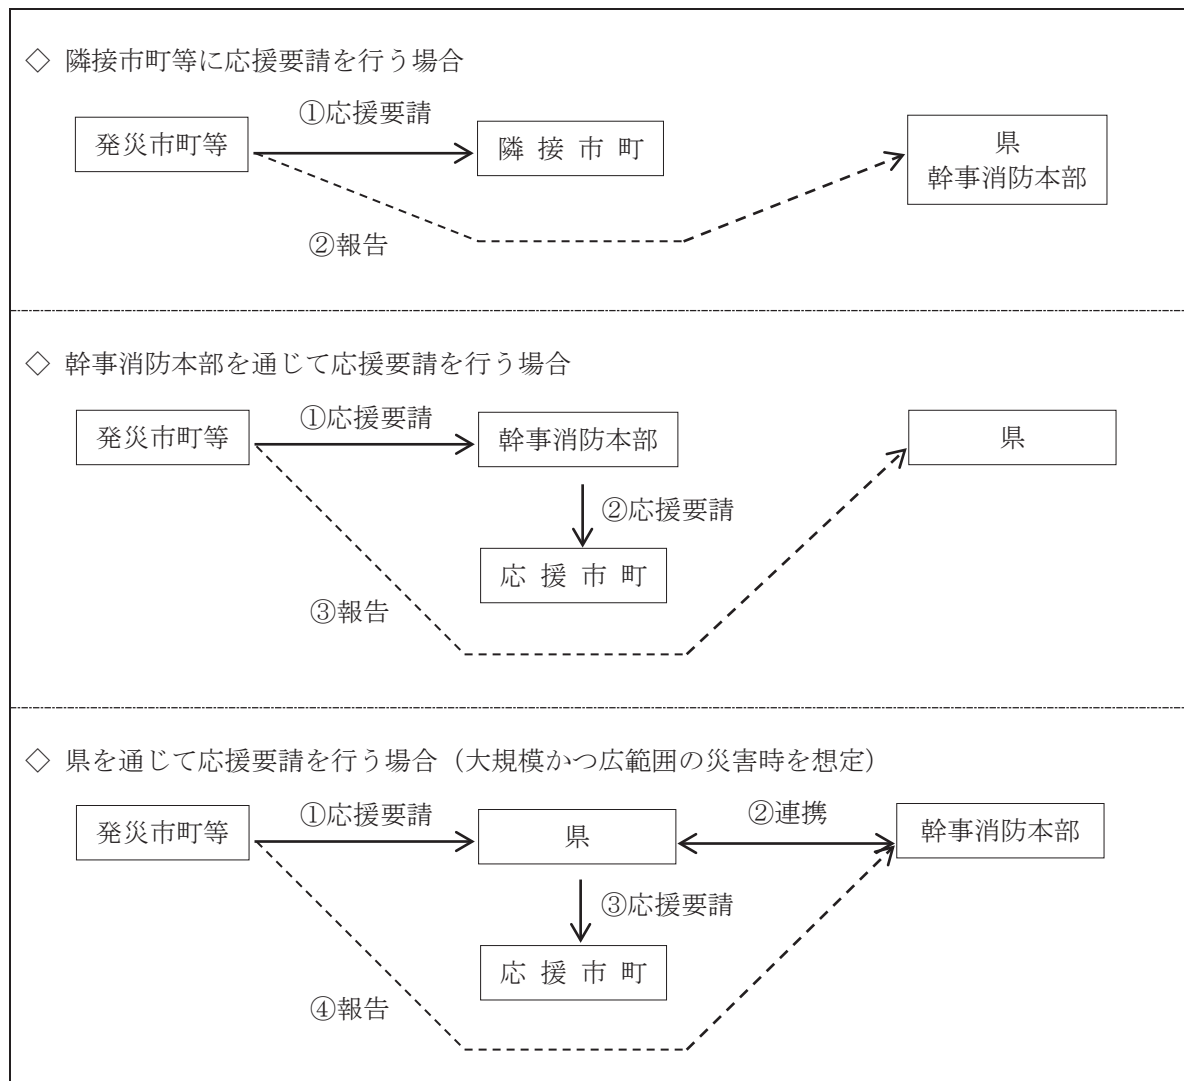 ◇ 隣接市町等に応援要請を行う場合
①応援要請
発災市町等
隣接市町
県
幹事消防本部
②報告
◇ 幹事消防本部を通じて応援要請を行う場合
①応援要請
発災市町等
幹事消防本部
県
②応援要請
応援市町
③報告
◇ 県を通じて応援要請を行う場合（大規模かつ広範囲の災害時を想定）
①応援要請
②連携
発災市町等
県
幹事消防本部
③応援要請
応援市町
④報告